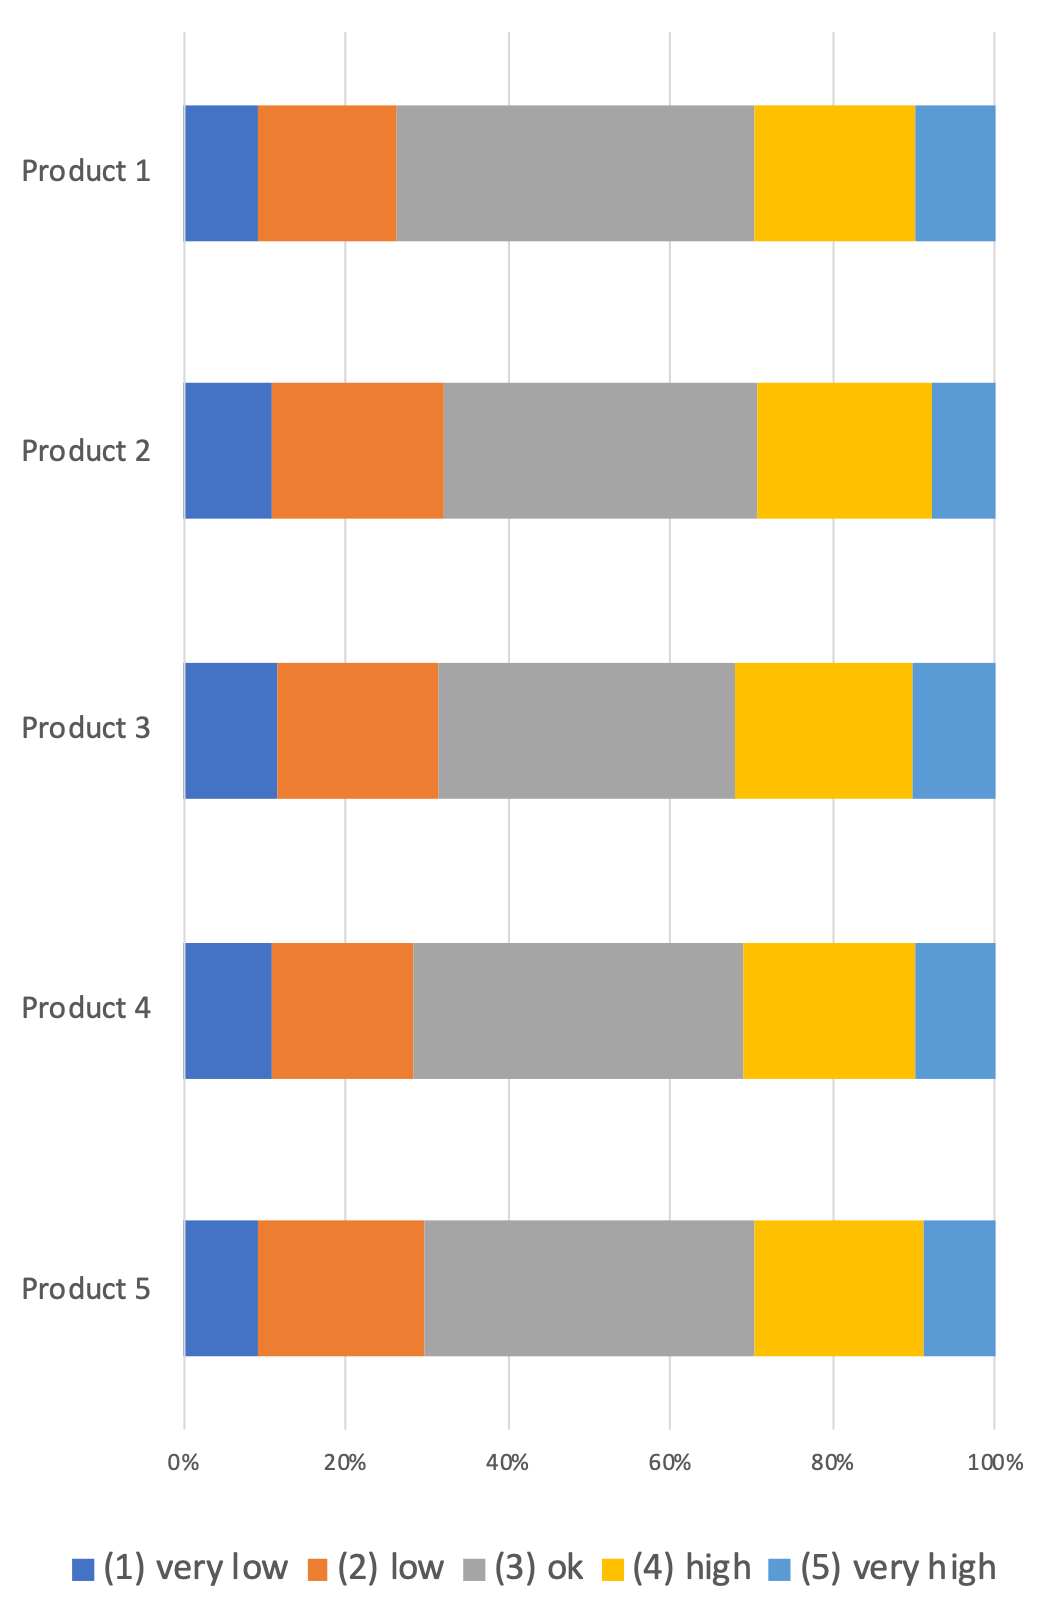 Product 1
Product 2
Product 3
Product 4
Product 5
0% 20% 40% 60% 80% 100%
(1) very low (2) low (3) ok (4) high (5) very high